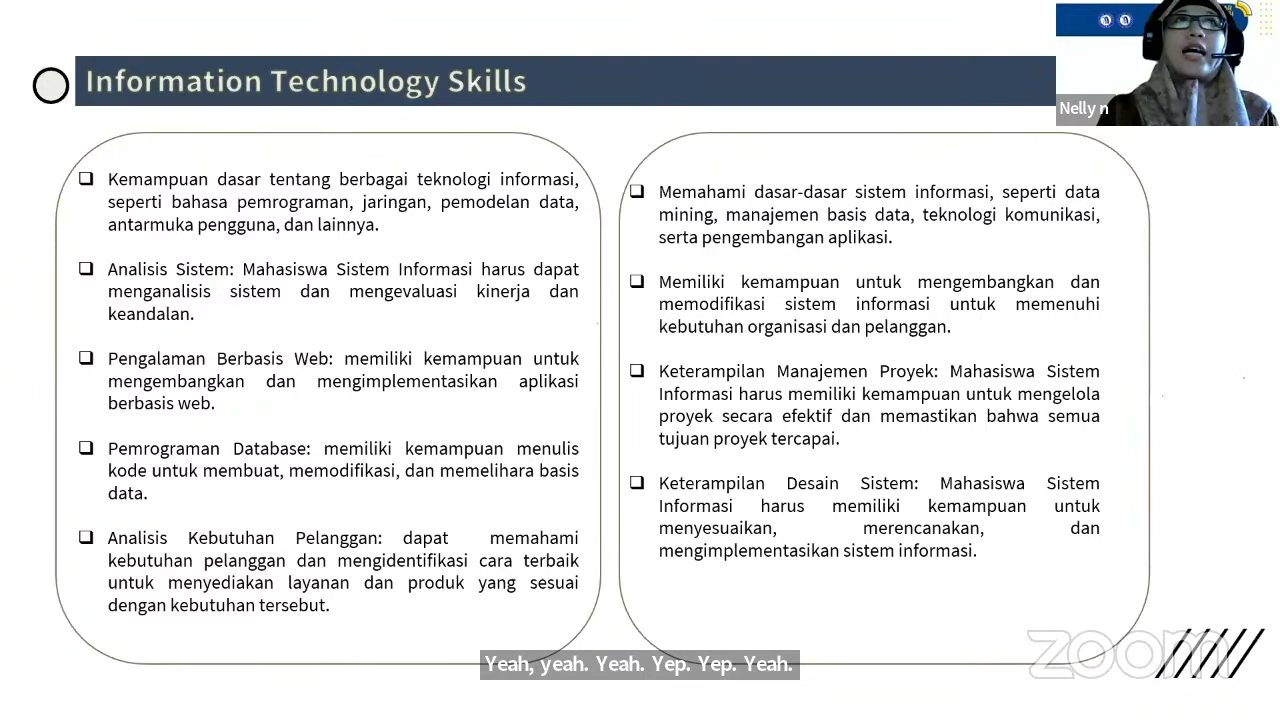 Information Technology Skills
Nelly n
Kemampuan dasar tentang berbagai teknologi informasi,
seperti bahasa pemrograman, jaringan, pemodelan data,
antarmuka pengguna, dan lainnya.
Analisis Sistem: Mahasiswa Sistem Informasi harus dapat
menganalisis sistem dan mengevaluasi kinerja dan
keandalan.
Pengalaman Berbasis Web: memiliki kemampuan untuk
mengembangkan dan mengimplementasikan aplikasi
berbasis web.
Pemrograman Database: memiliki kemampuan menulis
kode untuk membuat, memodifikasi, dan memelihara basis
data.
Analisis Kebutuhan Pelanggan: dapat memahami
kebutuhan pelanggan dan mengidentifikasi cara terbaik
untuk menyediakan layanan dan produk yang sesuai
dengan kebutuhan tersebut.
Memahami dasar-dasar sistem informasi, seperti data
mining, manajemen basis data, teknologi komunikasi,
serta pengembangan aplikasi.
Memiliki kemampuan untuk mengembangkan dan
memodifikasi sistem informasi untuk memenuhi
kebutuhan organisasi dan pelanggan.
Keterampilan Manajemen Proyek: Mahasiswa Sistem
Informasi harus memiliki kemampuan untuk mengelola
proyek secara efektif dan memastikan bahwa semua
tujuan proyek tercapai.
Keterampilan Desain Sistem: Mahasiswa Sistem
Informasi harus memiliki kemampuan untuk
menyesuaikan, merencanakan, dan
mengimplementasikan sistem informasi.
zoom
Yeah, yeah. Yeah. Yep. Yep. Yeah.